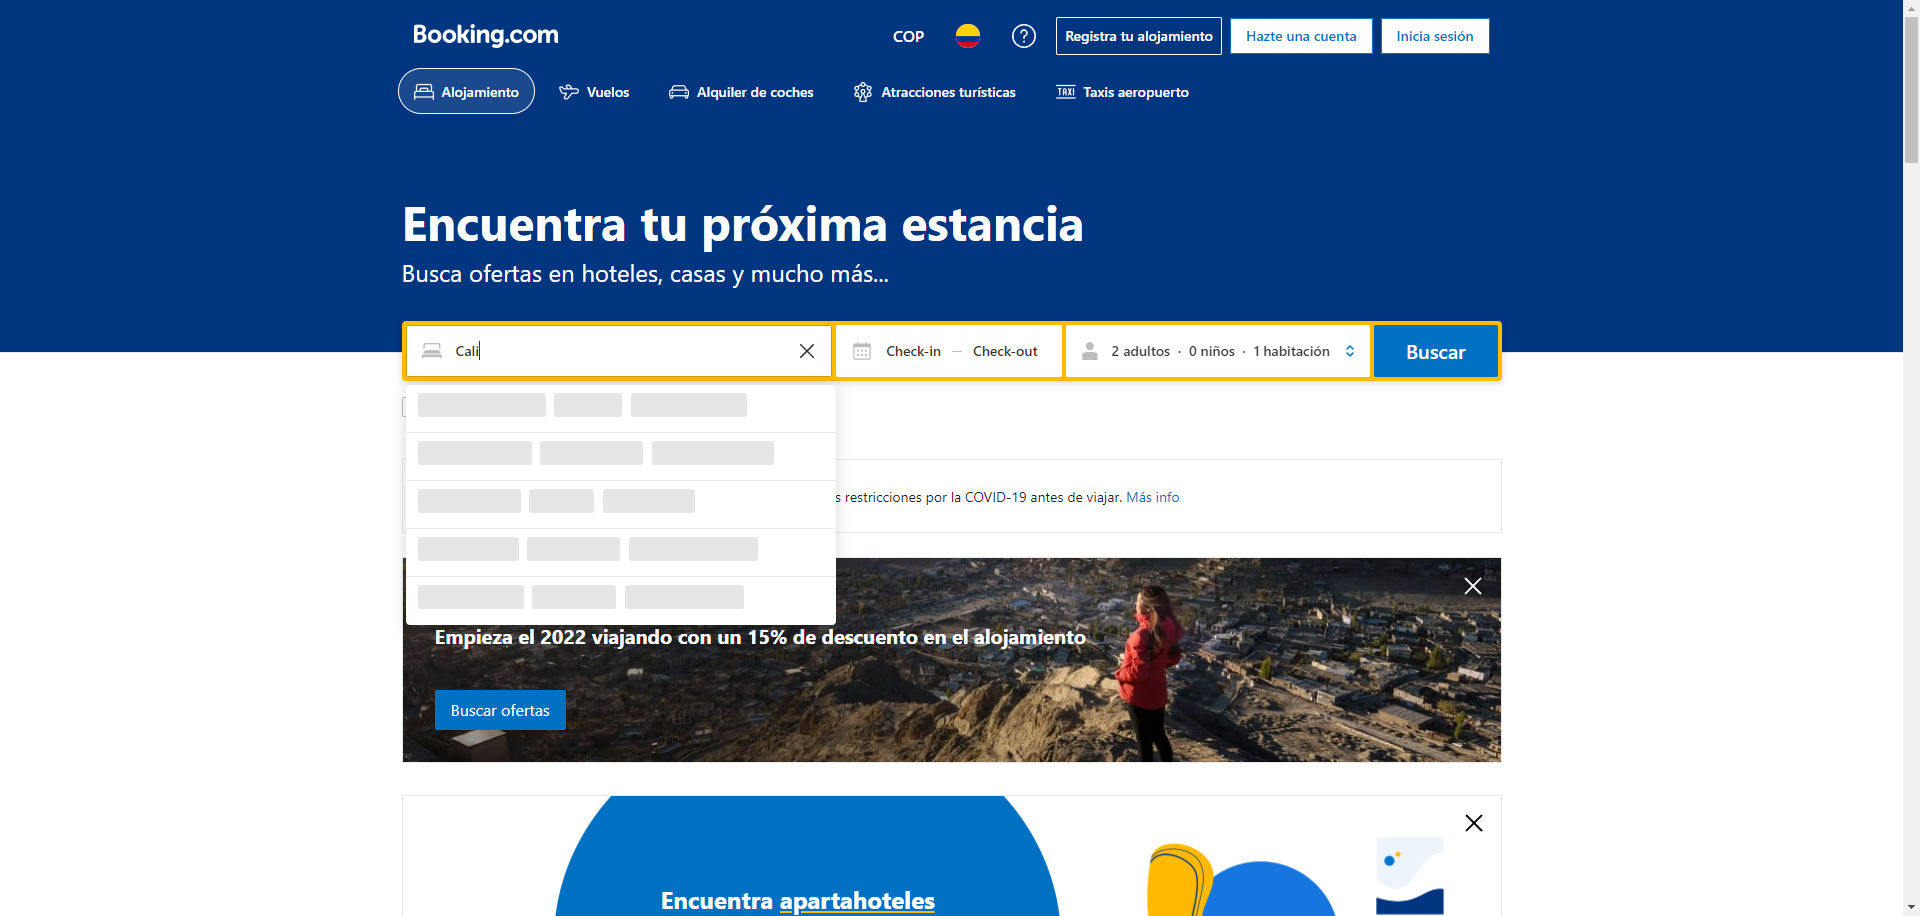 Booking.com
COP
Registra tu alojamiento
Hazte una cuenta
Inicia sesión
Alojamiento
Vuelos
Alquiler de coches
Atracciones turísticas
TAXI
Taxis aeropuerto
Encuentra tu próxima estancia
Busca ofertas en hoteles, casas y mucho más...
Cali
Check-in — Check-out
2 adultos · 0 niños · 1 habitación
Buscar
restricciones por la COVID-19 antes de viajar. Más info
Empieza el 2022 viajando con un 15% de descuento en el alojamiento
Buscar ofertas
Encuentra apartahoteles